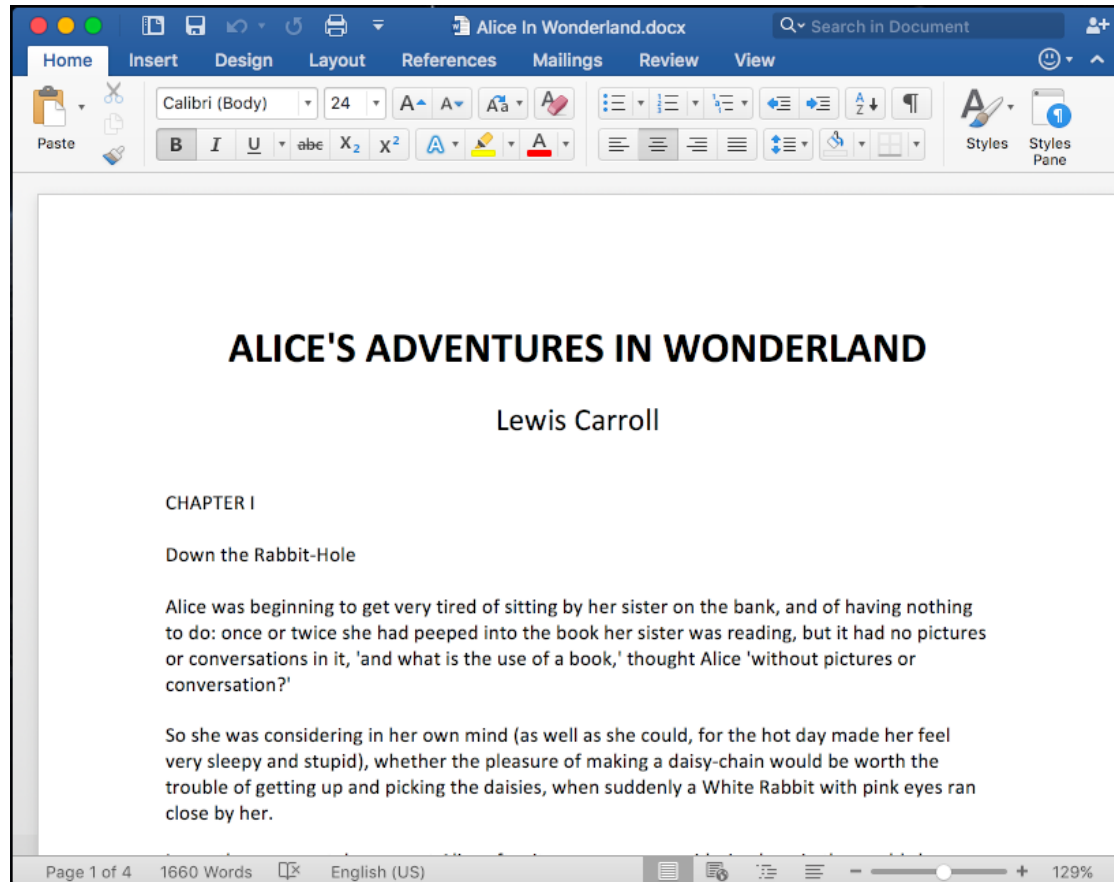 Alice In Wonderland.docx
Search in Document
Home Insert Design Layout References Mailings Review View
Calibri (Body) 24
Paste
Styles
Styles Pane
ALICE'S ADVENTURES IN WONDERLAND
Lewis Carroll
CHAPTER I
Down the Rabbit-Hole
Alice was beginning to get very tired of sitting by her sister on the bank, and of having nothing
to do: once or twice she had peeped into the book her sister was reading, but it had no pictures
or conversations in it, 'and what is the use of a book,' thought Alice 'without pictures or
conversation?'
So she was considering in her own mind (as well as she could, for the hot day made her feel
very sleepy and stupid), whether the pleasure of making a daisy-chain would be worth the
trouble of getting up and picking the daisies, when suddenly a White Rabbit with pink eyes ran
close by her.
Page 1 of 4 1660 Words English (US) 129%